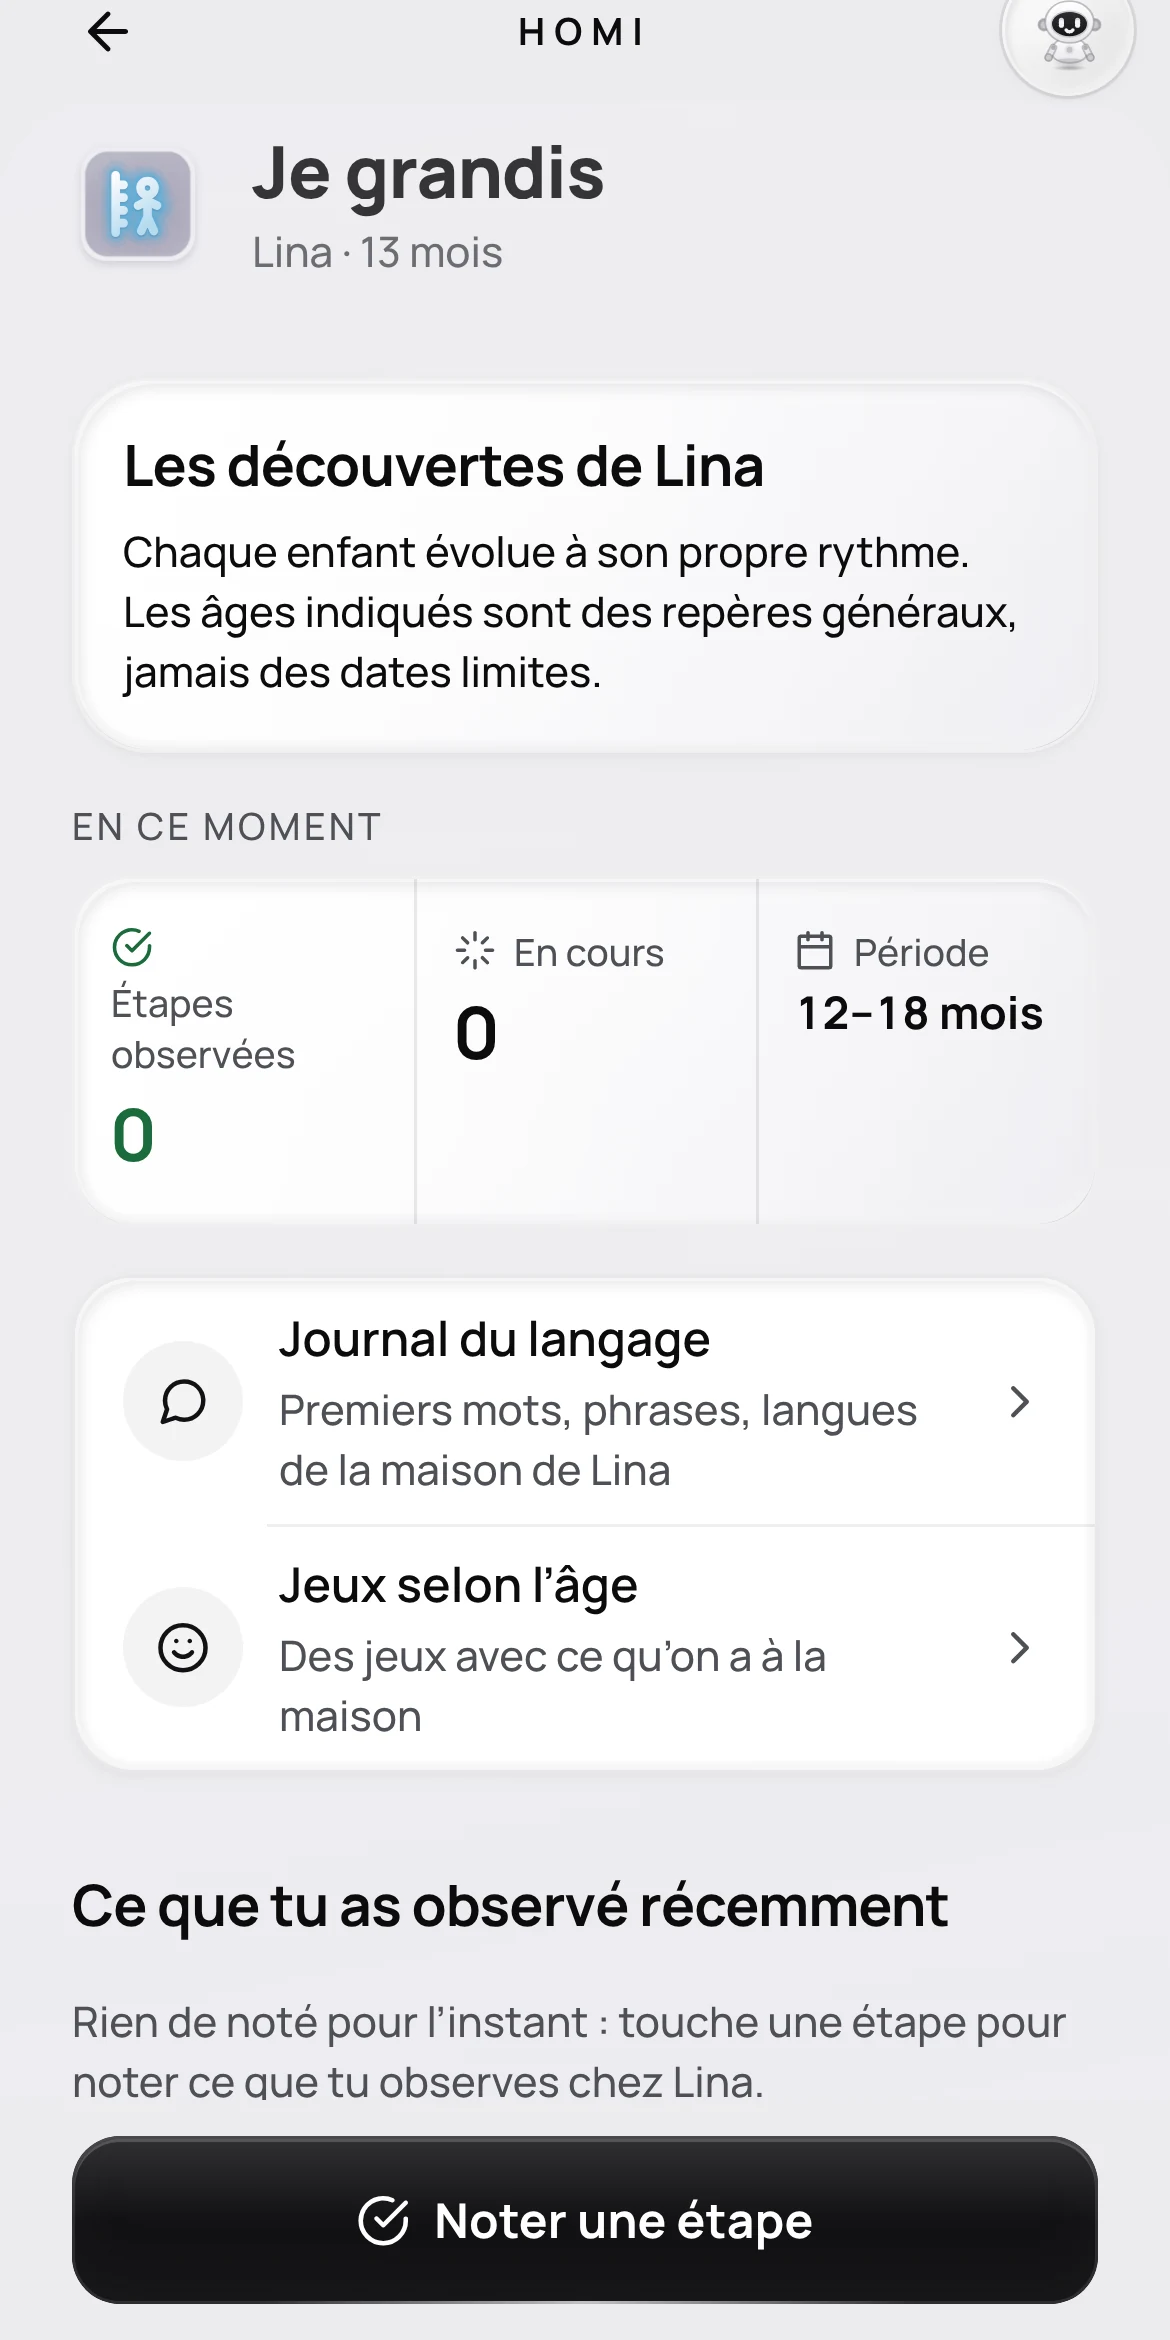 HOMI
Je grandis
Lina · 13 mois
Les découvertes de Lina
Chaque enfant évolue à son propre rythme.
Les âges indiqués sont des repères généraux,
jamais des dates limites.
EN CE MOMENT
Étapes
observées
0
En cours
0
Période
12–18 mois
Journal du langage
Premiers mots, phrases, langues
de la maison de Lina
Jeux selon l’âge
Des jeux avec ce qu’on a à la
maison
Ce que tu as observé récemment
Rien de noté pour l’instant : touche une étape pour
noter ce que tu observes chez Lina.
Noter une étape